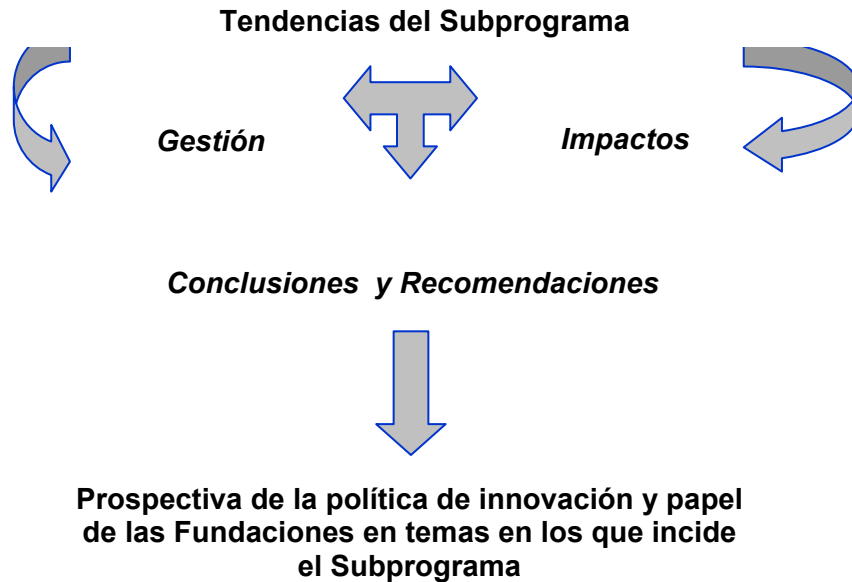 Tendencias del Subprograma
Gestión
Impactos
Conclusiones y Recomendaciones
Prospectiva de la política de innovación y papel
de las Fundaciones en temas en los que incide
el Subprograma